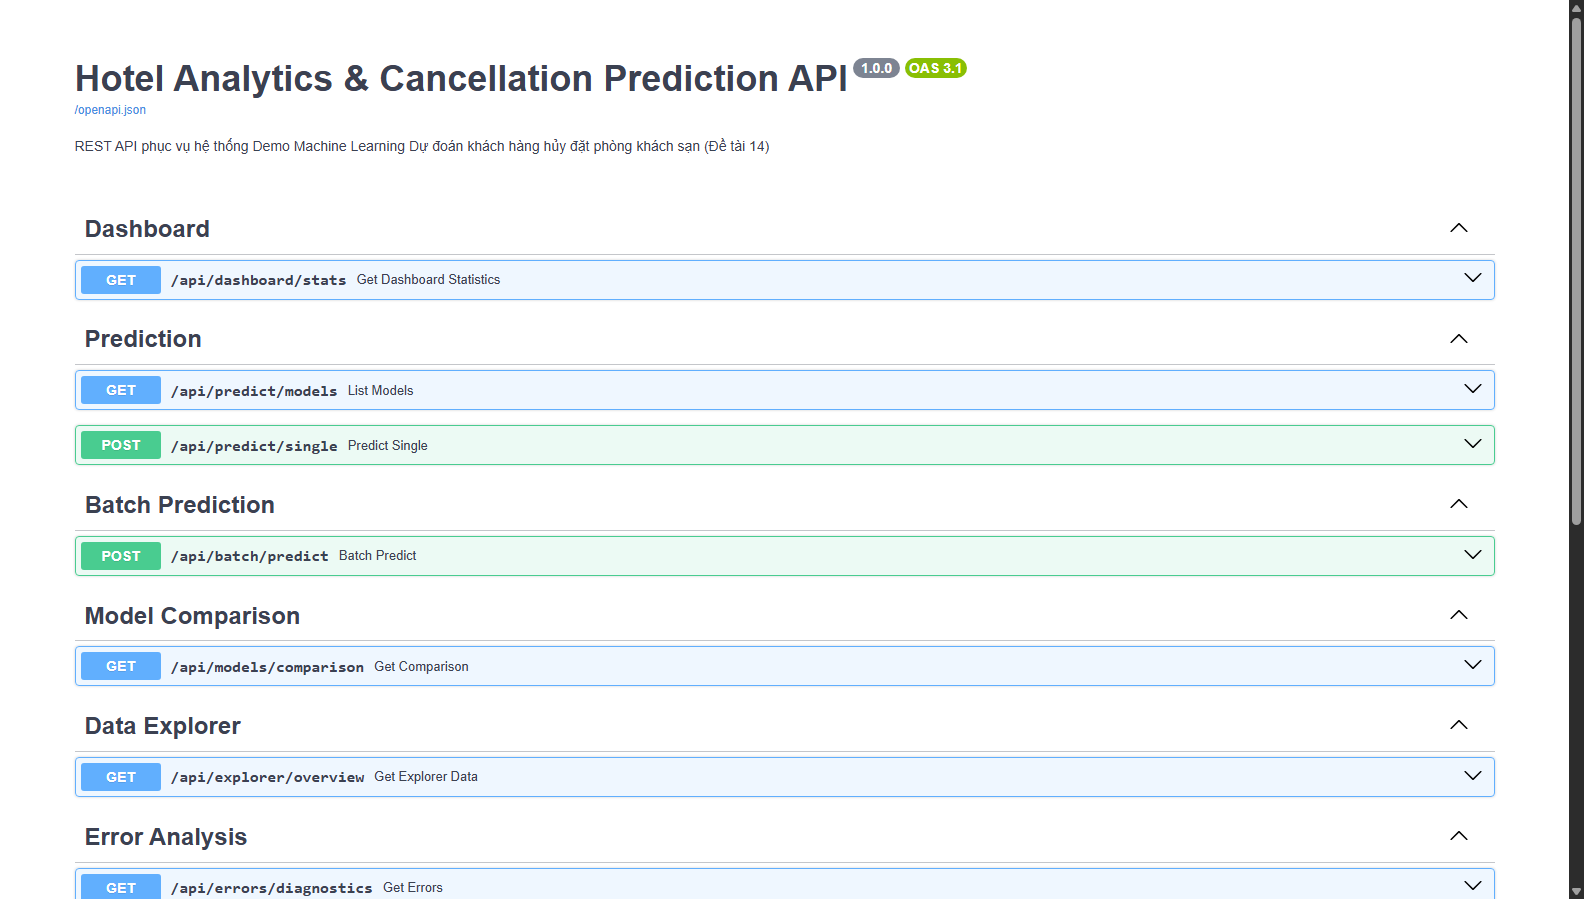 Hotel Analytics & Cancellation Prediction API 1.0.0 OAS 3.1
/openapi.json
REST API phục vụ hệ thống Demo Machine Learning Dự đoán khách hàng hủy đặt phòng khách sạn (Đề tài 14)
Dashboard
GET /api/dashboard/stats Get Dashboard Statistics
Prediction
GET /api/predict/models List Models
POST /api/predict/single Predict Single
Batch Prediction
POST /api/batch/predict Batch Predict
Model Comparison
GET /api/models/comparison Get Comparison
Data Explorer
GET /api/explorer/overview Get Explorer Data
Error Analysis
GET /api/errors/diagnostics Get Errors